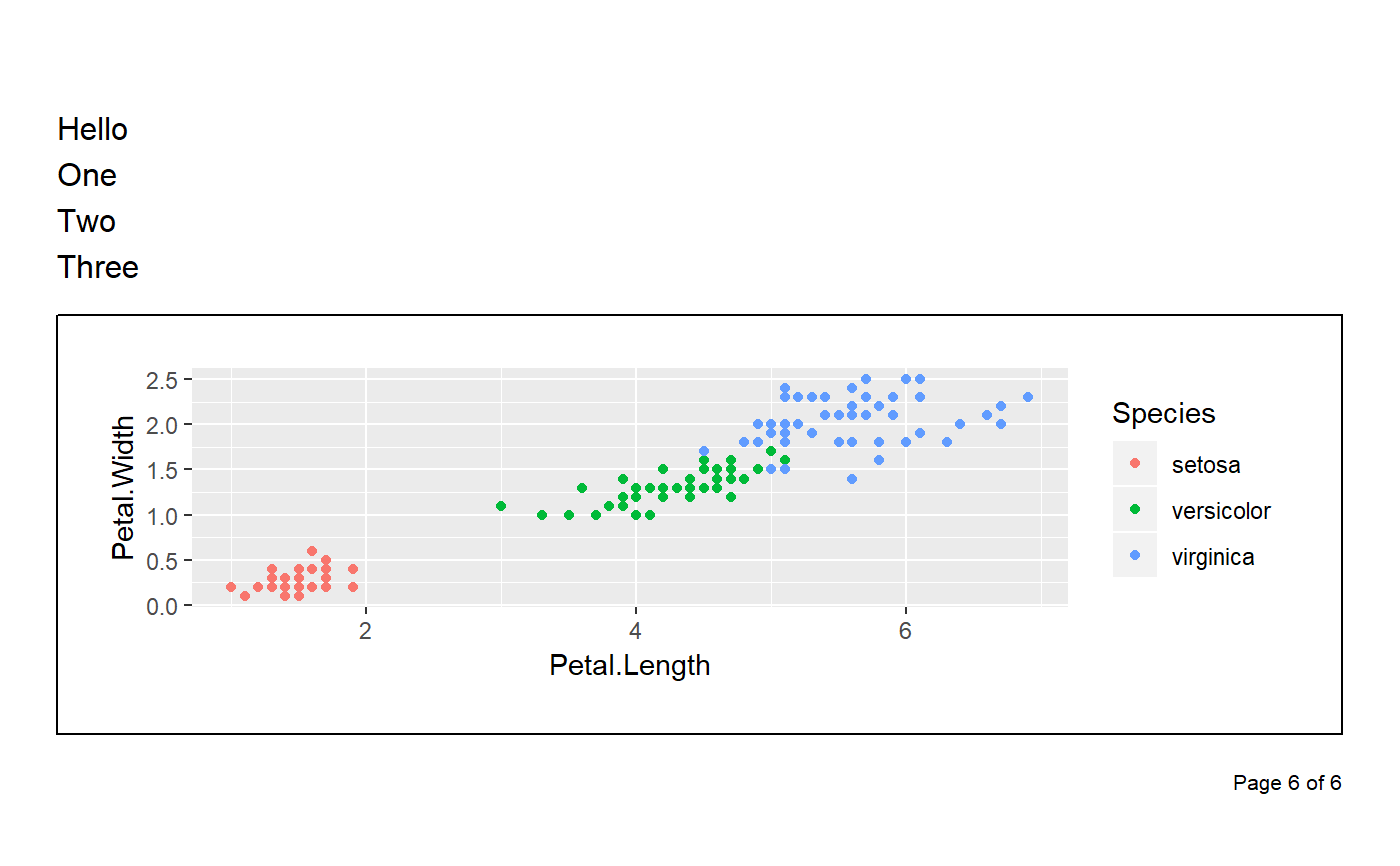 Hello
One
Two
Three
2.5
2.0
1.5
1.0
0.5
0.0
Petal.Width
2 4 6
Petal.Length
Species
setosa
versicolor
virginica
Page 6 of 6